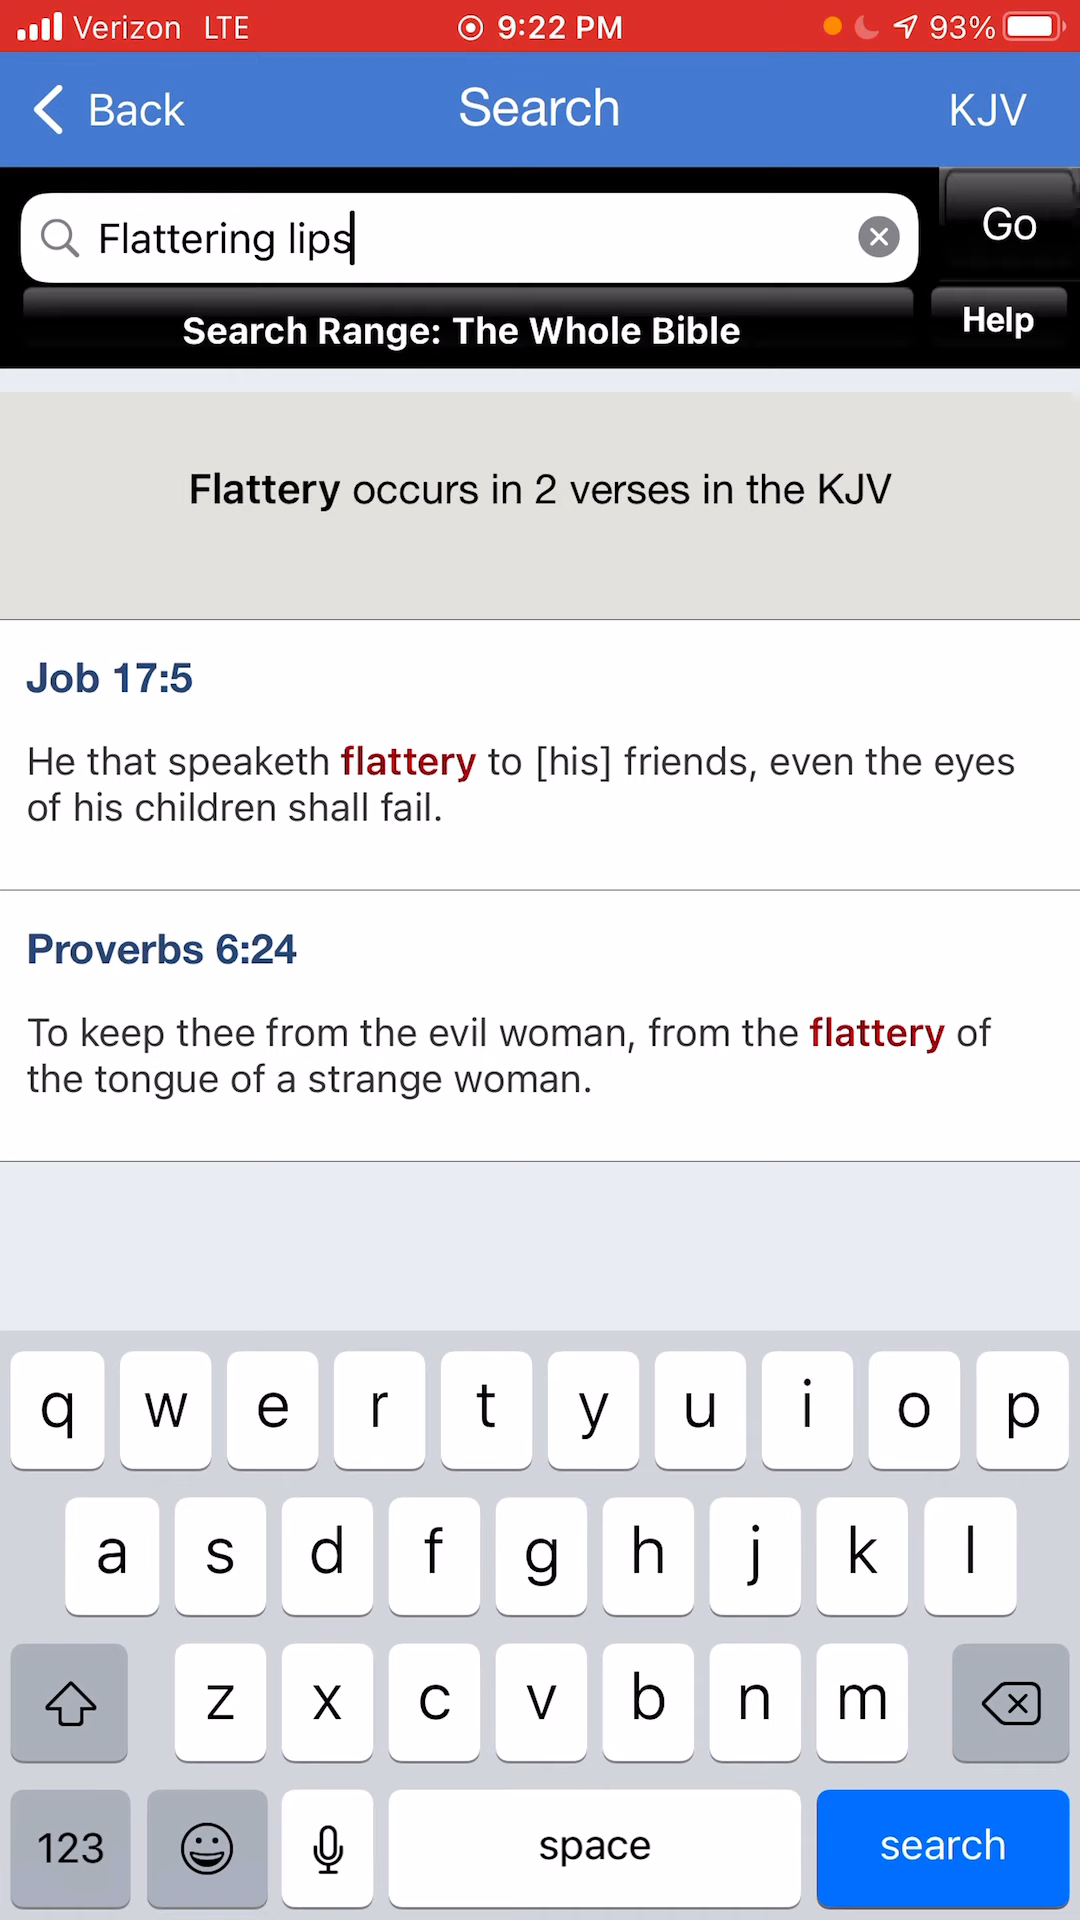 Verizon LTE 9:22 PM 93%
Back Search KJV
Flattering lips
Go
Search Range: The Whole Bible
Help
Flattery occurs in 2 verses in the KJV
Job 17:5
He that speaketh flattery to [his] friends, even the eyes
of his children shall fail.
Proverbs 6:24
To keep thee from the evil woman, from the flattery of
the tongue of a strange woman.
q w e r t y u i o p
a s d f g h j k l
z x c v b n m
123 space search